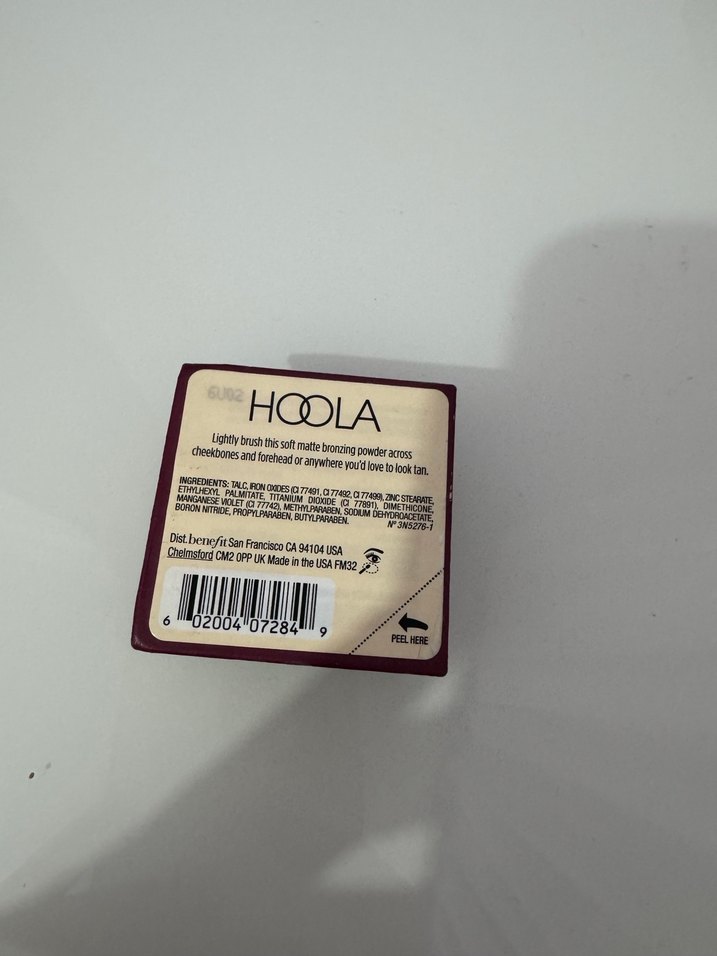 6U02
HOOLA
Lightly brush this soft matte bronzing powder across
cheekbones and forehead or anywhere you'd love to look tan.
INGREDIENTS: TALC, IRON OXIDES (CI 77491, CI 77492, CI 77499), ZINC STEARATE,
ETHYLHEXYL PALMITATE, TITANIUM DIOXIDE (CI 77891), DIMETHICONE,
MANGANESE VIOLET (CI 77742), METHYLPARABEN, SODIUM DEHYDROACETATE,
BORON NITRIDE, PROPYLPARABEN, BUTYLPARABEN. Nº 3N5276-1
Dist. benefit San Francisco CA 94104 USA
Chelmsford CM2 0PP UK Made in the USA FM32
6 02004 07284 9
PEEL HERE